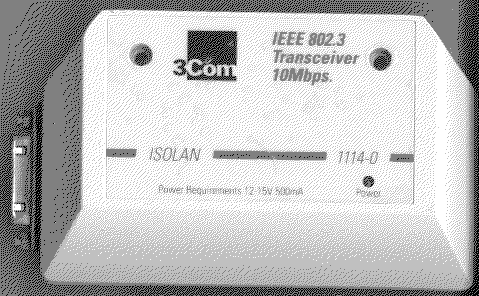 3Com
IEEE 802.3
Transceiver
10Mbps.
ISOLAN
1114-0
Power Requirements 12-15V 500mA
Power